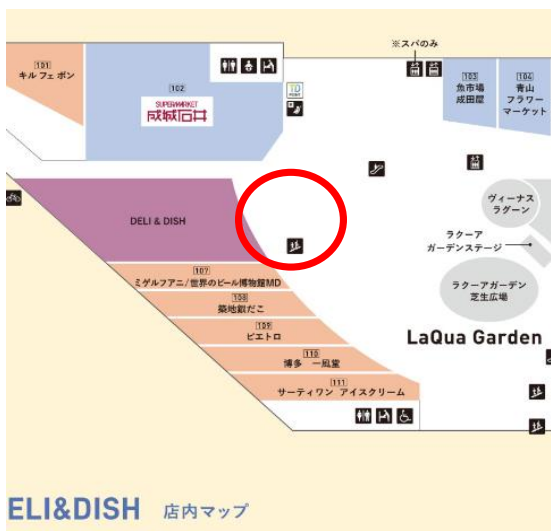 ※スパのみ
101
キル フェ ボン
102
SUPERMARKET
成城石井
TD
POINT
103
魚市場
成田屋
104
青山
フラワー
マーケット
ヴィーナス
ラグーン
ラクーア
ガーデンステージ
ラクーアガーデン
芝生広場
LaQua Garden
DELI & DISH
107
ミゲルフアニ/世界のビール博物館MD
108
築地銀だこ
109
ピエトロ
110
博多 一風堂
111
サーティワン アイスクリーム
ELI&DISH 店内マップ